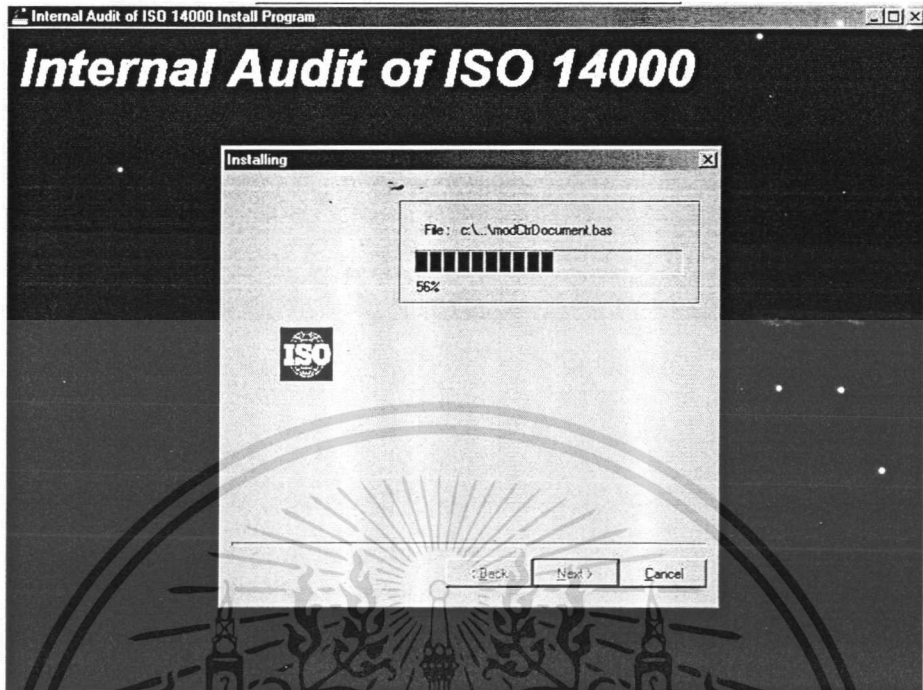 Internal Audit of ISO 14000 Install Program
Internal Audit of ISO 14000
Installing
File : c:\...\modCtrDocument.bas
56%
ISO
< Back
Next >
Cancel